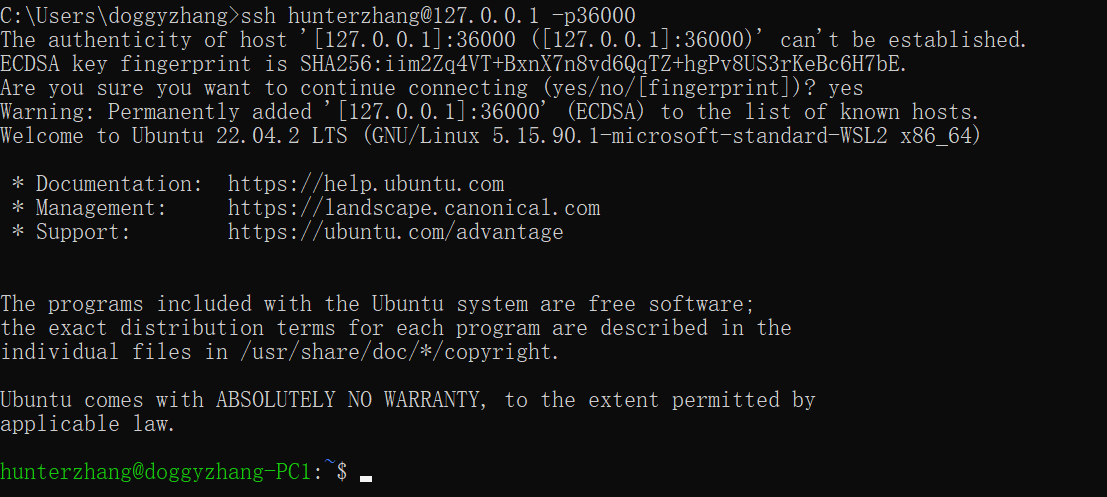 C:\Users\doggyzhang>ssh hunterzhang@127.0.0.1 -p36000
The authenticity of host '[127.0.0.1]:36000 ([127.0.0.1]:36000)' can't be established.
ECDSA key fingerprint is SHA256:iim2Zq4VT+BxnX7n8vd6QqTZ+hgPv8US3rKeBc6H7bE.
Are you sure you want to continue connecting (yes/no/[fingerprint])? yes
Warning: Permanently added '[127.0.0.1]:36000' (ECDSA) to the list of known hosts.
Welcome to Ubuntu 22.04.2 LTS (GNU/Linux 5.15.90.1-microsoft-standard-WSL2 x86_64)
* Documentation:  https://help.ubuntu.com
* Management:     https://landscape.canonical.com
* Support:        https://ubuntu.com/advantage
The programs included with the Ubuntu system are free software;
the exact distribution terms for each program are described in the
individual files in /usr/share/doc/*/copyright.
Ubuntu comes with ABSOLUTELY NO WARRANTY, to the extent permitted by
applicable law.
hunterzhang@doggyzhang-PC1:~$